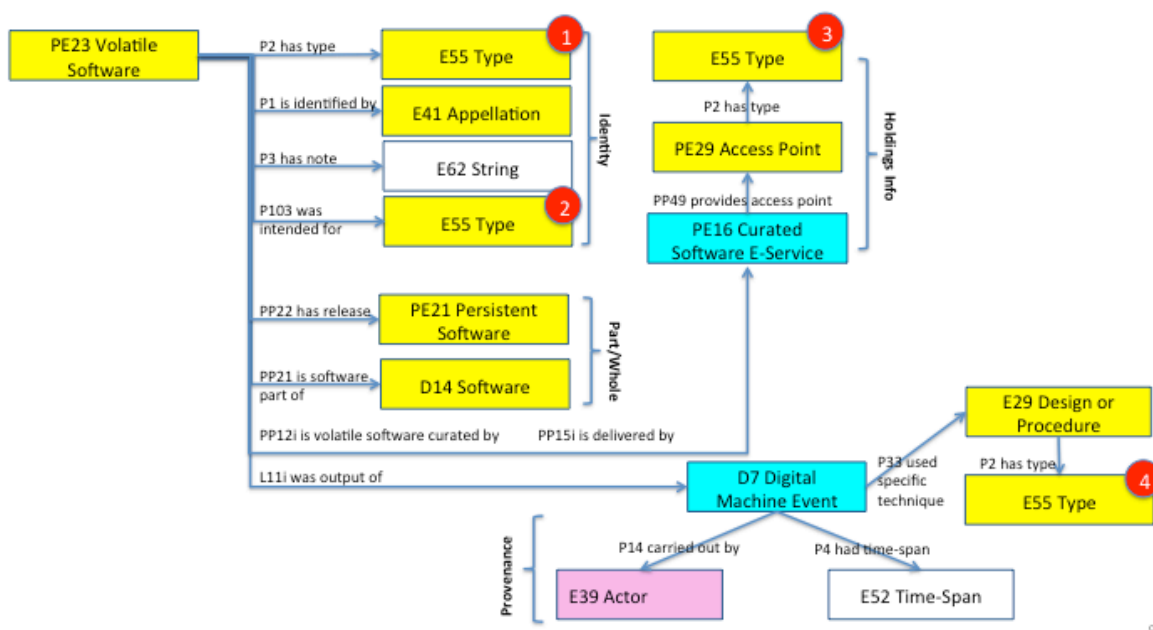 PE23 Volatile
Software
P2 has type
E55 Type
1
P1 is identified by
E41 Appellation
P3 has note
E62 String
P103 was
intended for
E55 Type
2
Identity
3
E55 Type
P2 has type
PE29 Access Point
PP49 provides access point
PE16 Curated
Software E-Service
Holdings Info
PP22 has release
PE21 Persistent
Software
PP21 is software
part of
D14 Software
Part/Whole
PP12i is volatile software curated by
PP15i is delivered by
L11i was output of
D7 Digital
Machine Event
P33 used
specific
technique
E29 Design or
Procedure
P2 has type
E55 Type
4
Provenance
P14 carried out by
P4 had time-span
E39 Actor
E52 Time-Span